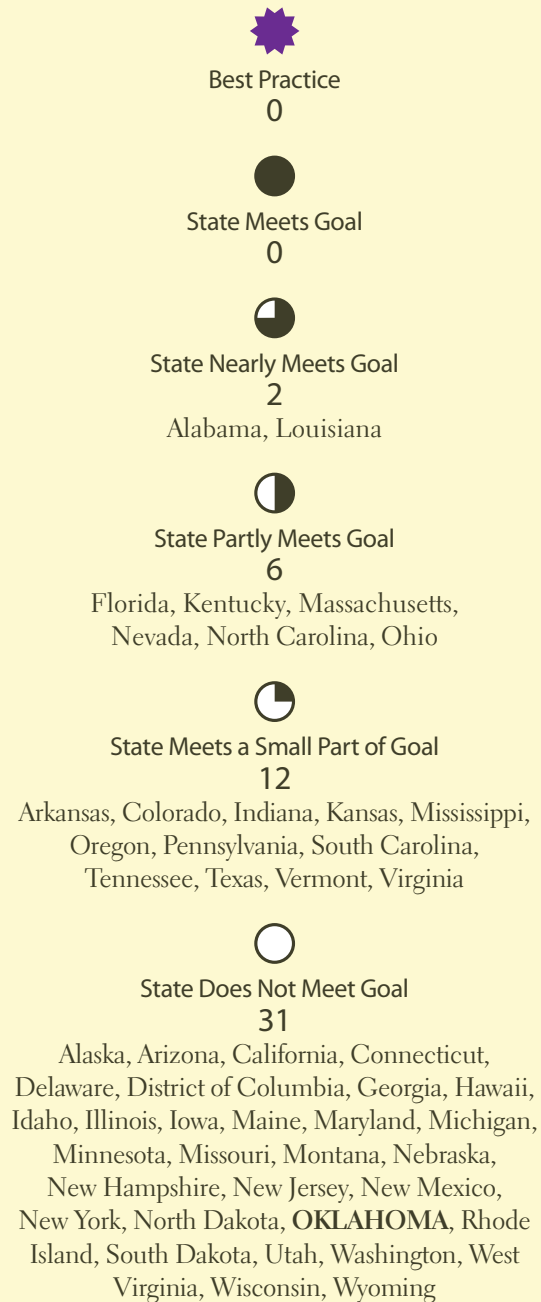 Best Practice
0
State Meets Goal
0
State Nearly Meets Goal
2
Alabama, Louisiana
State Partly Meets Goal
6
Florida, Kentucky, Massachusetts,
Nevada, North Carolina, Ohio
State Meets a Small Part of Goal
12
Arkansas, Colorado, Indiana, Kansas, Mississippi,
Oregon, Pennsylvania, South Carolina,
Tennessee, Texas, Vermont, Virginia
State Does Not Meet Goal
31
Alaska, Arizona, California, Connecticut,
Delaware, District of Columbia, Georgia, Hawaii,
Idaho, Illinois, Iowa, Maine, Maryland, Michigan,
Minnesota, Missouri, Montana, Nebraska,
New Hampshire, New Jersey, New Mexico,
New York, North Dakota, OKLAHOMA, Rhode
Island, South Dakota, Utah, Washington, West
Virginia, Wisconsin, Wyoming